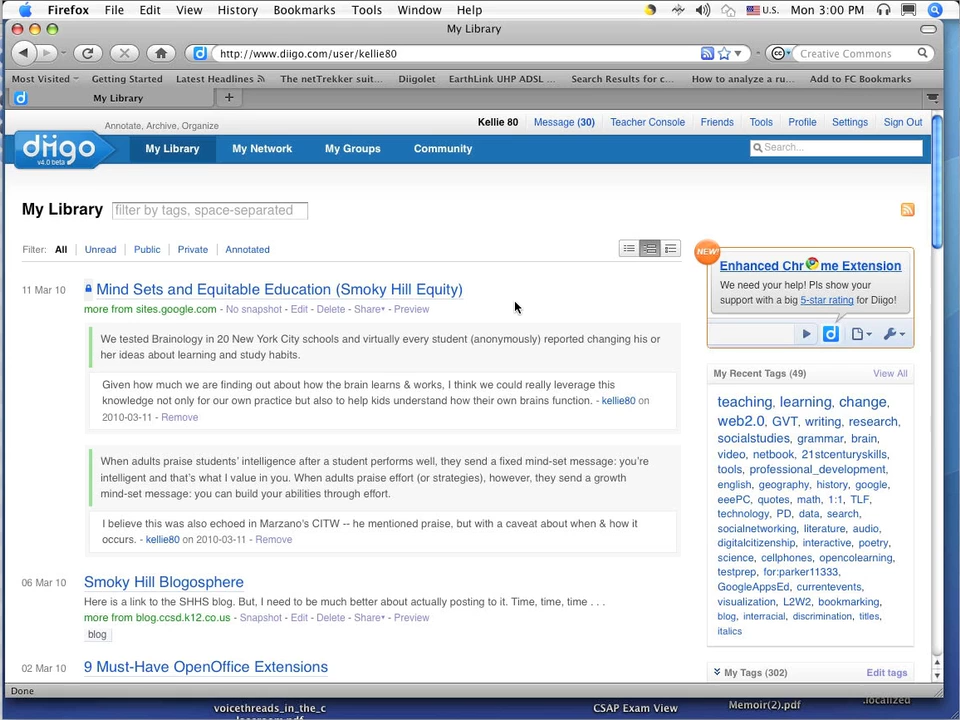 Firefox File Edit View History Bookmarks Tools Window Help U.S. Mon 3:00 PM
My Library
http://www.diigo.com/user/kellie80 Creative Commons
Most Visited Getting Started Latest Headlines The netTrekker suit... Diigolet EarthLink UHP ADSL ... Search Results for c... How to analyze a ru... Add to FC Bookmarks
My Library
Annotate, Archive, Organize
Kellie 80 Message (30) Teacher Console Friends Tools Profile Settings Sign Out
diigo
v4.0 beta
My Library My Network My Groups Community Search...
My Library filter by tags, space-separated
Filter: All Unread Public Private Annotated
11 Mar 10 Mind Sets and Equitable Education (Smoky Hill Equity)
more from sites.google.com - No snapshot - Edit - Delete - Share - Preview
We tested Brainology in 20 New York City schools and virtually every student (anonymously) reported changing his or
her ideas about learning and study habits.
Given how much we are finding out about how the brain learns & works, I think we could really leverage this
knowledge not only for our own practice but also to help kids understand how their own brains function. - kellie80 on
2010-03-11 - Remove
When adults praise students' intelligence after a student performs well, they send a fixed mind-set message: you're
intelligent and that's what I value in you. When adults praise effort (or strategies), however, they send a growth
mind-set message: you can build your abilities through effort.
I believe this was also echoed in Marzano's CITW -- he mentioned praise, but with a caveat about when & how it
occurs. - kellie80 on 2010-03-11 - Remove
06 Mar 10 Smoky Hill Blogosphere
Here is a link to the SHHS blog. But, I need to be much better about actually posting to it. Time, time, time . . .
more from blog.ccsd.k12.co.us - Snapshot - Edit - Delete - Share - Preview
blog
02 Mar 10 9 Must-Have OpenOffice Extensions
NEW!
Enhanced Chrome Extension
We need your help! Pls show
your support with a big 5-star rating for Diigo!
My Recent Tags (49) View All
teaching, learning, change,
web2.0, GVT, writing, research,
socialstudies, grammar, brain,
video, netbook, 21stcenturyskills,
tools, professional_development,
english, geography, history, google,
eeePC, quotes, math, 1:1, TLF,
technology, PD, data, search,
socialnetworking, literature, audio,
digitalcitizenship, interactive, poetry,
science, cellphones, opencolearning,
testprep, for:parker11333,
GoogleAppsEd, currentevents,
visualization, L2W2, bookmarking,
blog, interracial, discrimination, titles,
italics
My Tags (302) Edit tags
Done
voicethreads_in_the_c
CSAP Exam View
Memoir(2).pdf
.localized